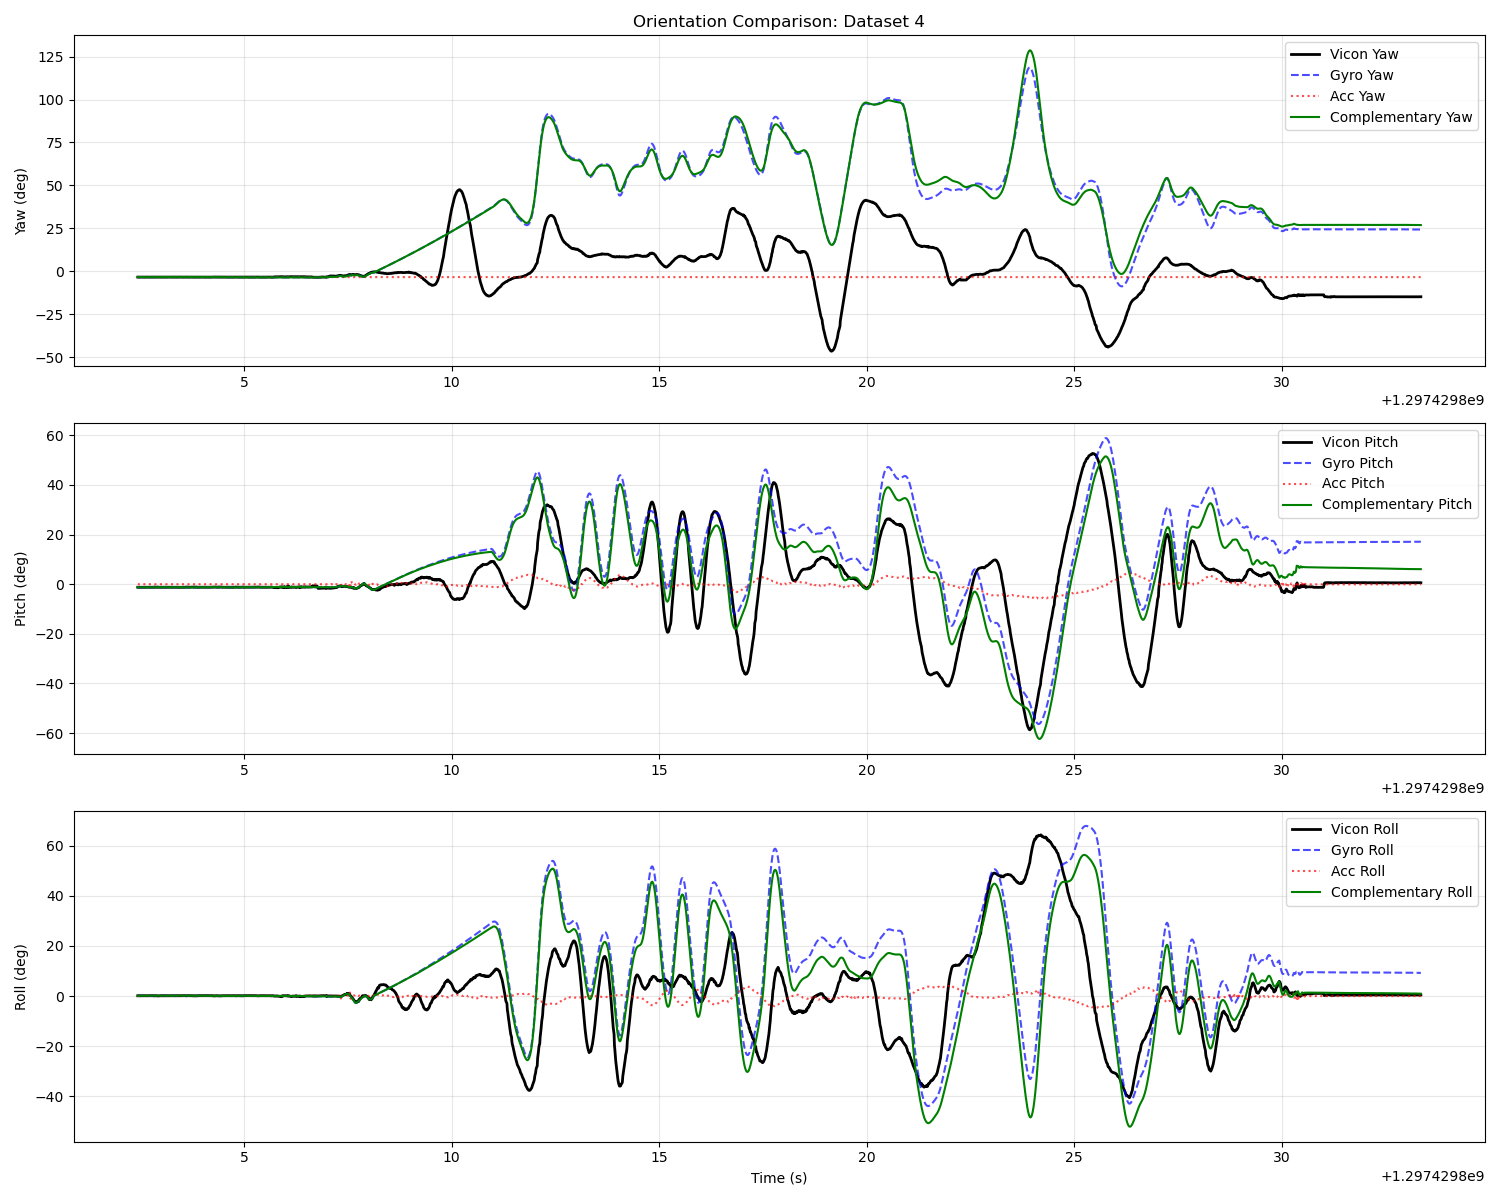 Orientation Comparison: Dataset 4
Yaw (deg)
125
100
75
50
25
0
−25
−50
Vicon Yaw
Gyro Yaw
Acc Yaw
Complementary Yaw
5 10 15 20 25 30
+1.2974298e9
Pitch (deg)
60
40
20
0
−20
−40
−60
Vicon Pitch
Gyro Pitch
Acc Pitch
Complementary Pitch
5 10 15 20 25 30
+1.2974298e9
Roll (deg)
60
40
20
0
−20
−40
Vicon Roll
Gyro Roll
Acc Roll
Complementary Roll
5 10 15 20 25 30
Time (s)
+1.2974298e9